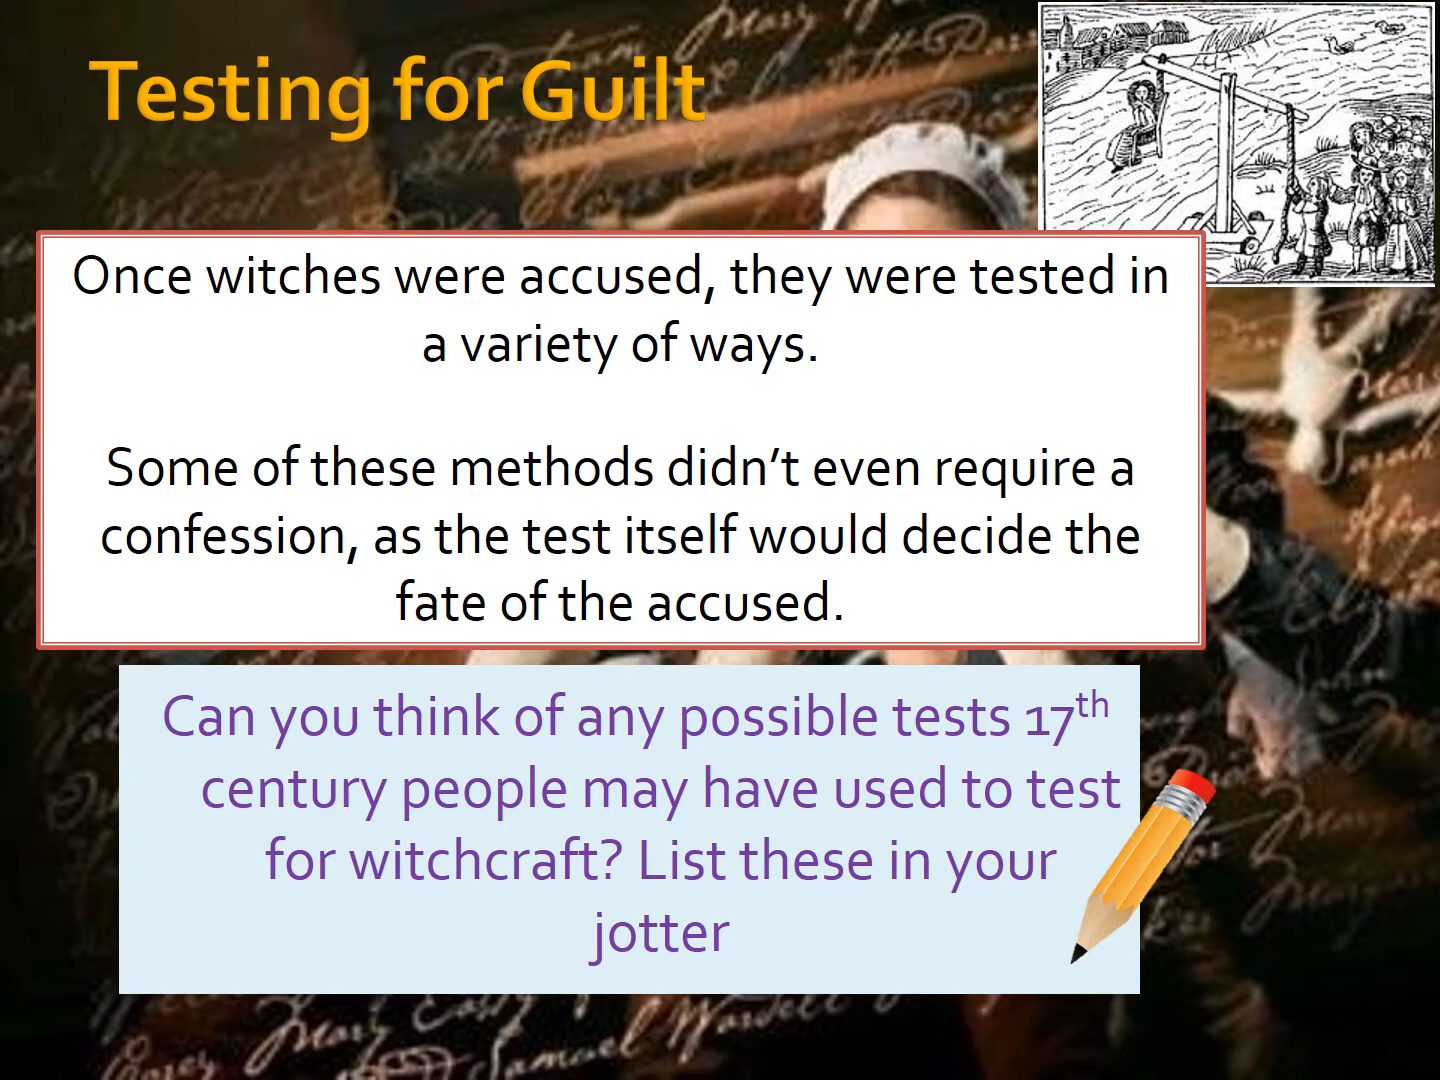 Testing for Guilt
Once witches were accused, they were tested in
a variety of ways.
Some of these methods didn’t even require a
confession, as the test itself would decide the
fate of the accused.
Can you think of any possible tests 17th
century people may have used to test
for witchcraft? List these in your
jotter
Samuel Wardell